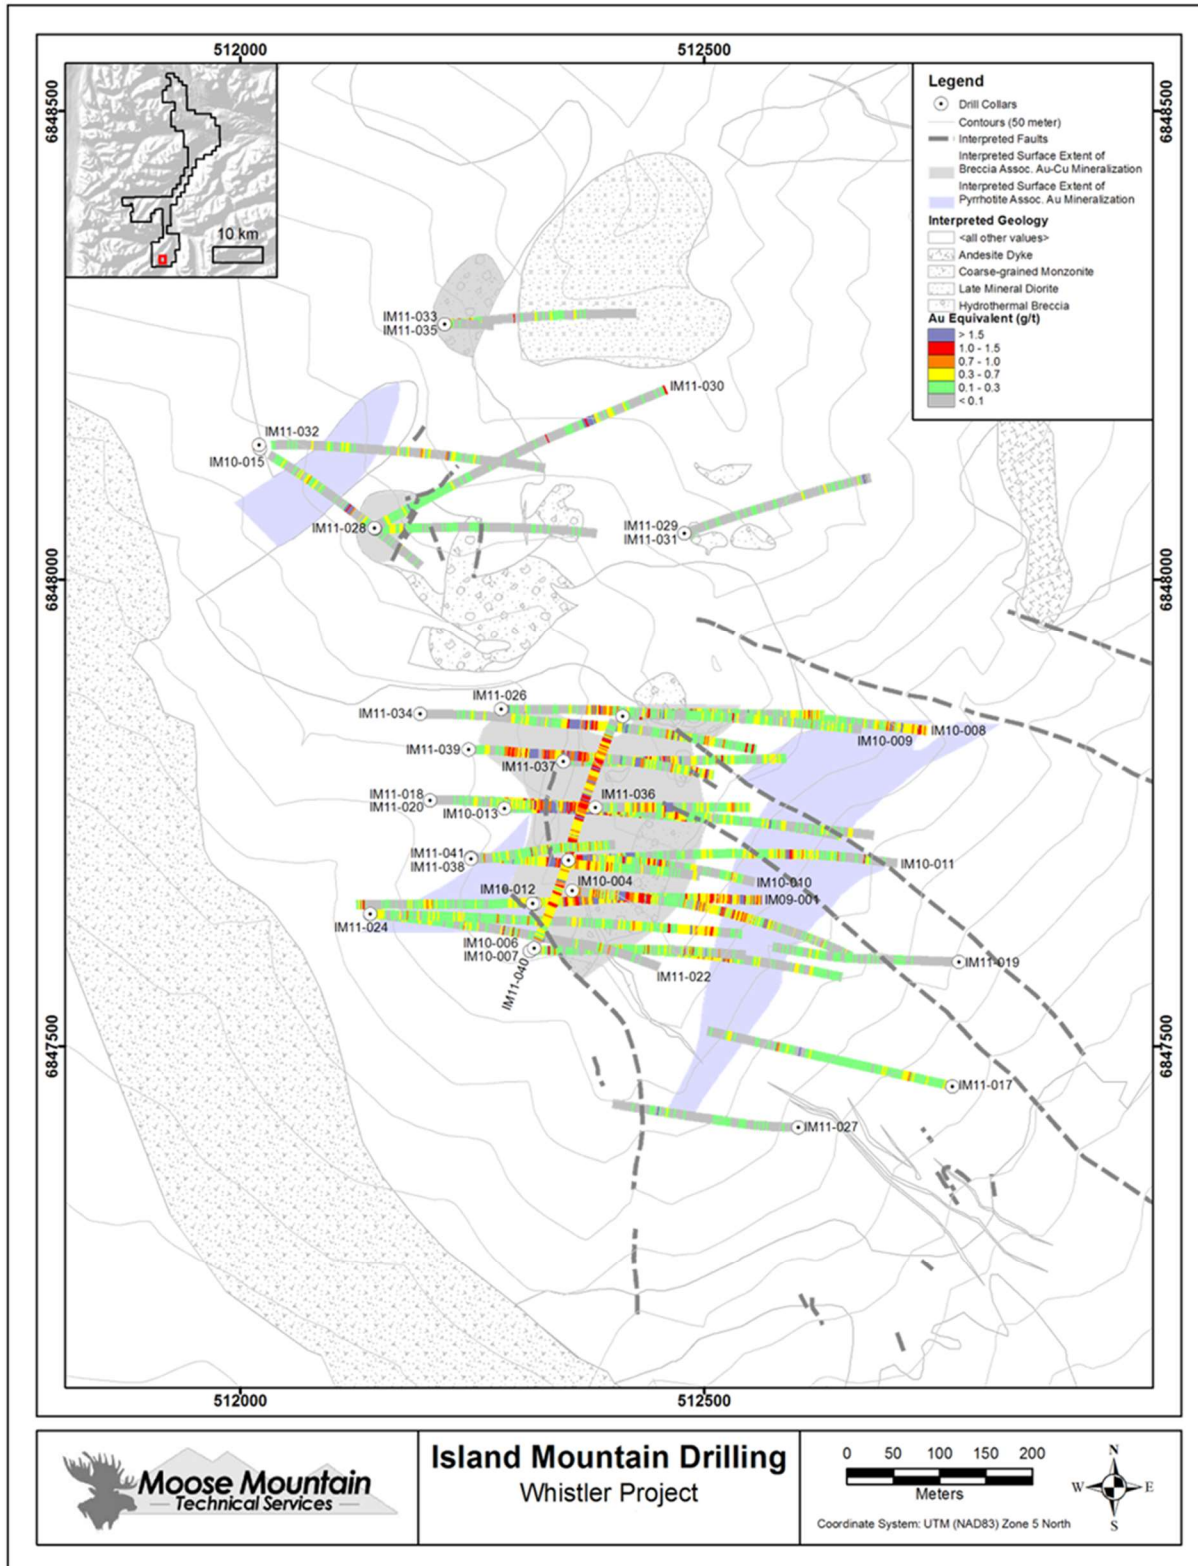 512000
512500
6848500
6848500
10 km
Legend
Drill Collars
Contours (50 meter)
Interpreted Faults
Interpreted Surface Extent of
Breccia Assoc. Au-Cu Mineralization
Interpreted Surface Extent of
Pyrrhotite Assoc. Au Mineralization
Interpreted Geology
<all other values>
Andesite Dyke
Coarse-grained Monzonite
Late Mineral Diorite
Hydrothermal Breccia
Au Equivalent (g/t)
> 1.5
1.0 - 1.5
0.7 - 1.0
0.3 - 0.7
0.1 - 0.3
< 0.1
IM11-033
IM11-035
IM11-030
IM11-032
IM10-015
IM11-028
IM11-029
IM11-031
6848000
6848000
IM11-026
IM11-034
IM10-008
IM10-009
IM11-039
IM11-037
IM11-018
IM11-020
IM10-013
IM11-036
IM11-041
IM11-038
IM10-011
IM10-010
IM10-004
IM10-012
IM09-001
IM11-024
IM10-006
IM10-007
IM11-040
IM11-022
IM11-019
6847500
6847500
IM11-017
IM11-027
512000
512500
Moose Mountain
Technical Services
Island Mountain Drilling
Whistler Project
0 50 100 150 200
Meters
Coordinate System: UTM (NAD83) Zone 5 North
N
W E
S